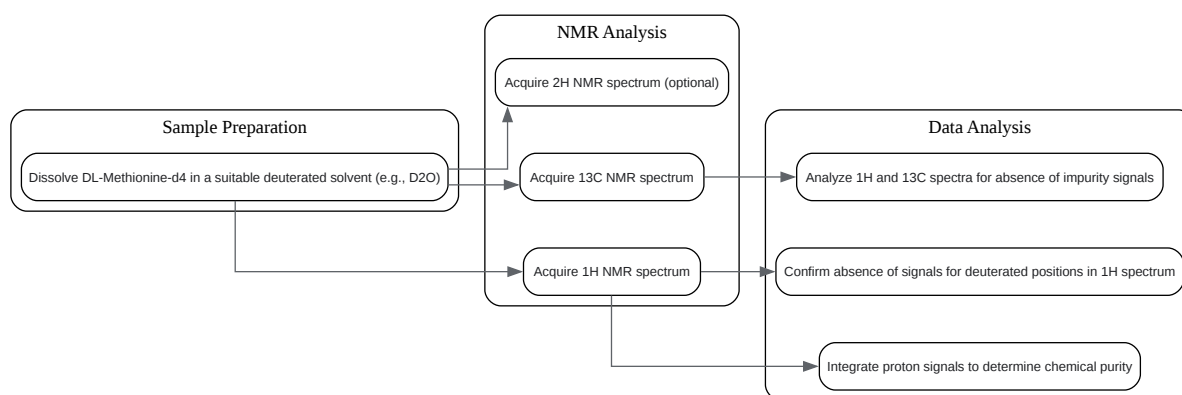 Sample Preparation
Dissolve DL-Methionine-d4 in a suitable deuterated solvent (e.g., D2O)
NMR Analysis
Acquire 2H NMR spectrum (optional)
Acquire 13C NMR spectrum
Acquire 1H NMR spectrum
Data Analysis
Analyze 1H and 13C spectra for absence of impurity signals
Confirm absence of signals for deuterated positions in 1H spectrum
Integrate proton signals to determine chemical purity